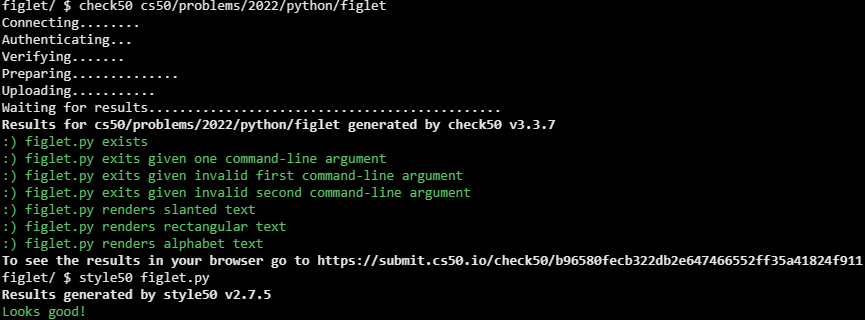 figlet/ $ check50 cs50/problems/2022/python/figlet
Connecting........
Authenticating...
Verifying.......
Preparing..............
Uploading...........
Waiting for results..............................................
Results for cs50/problems/2022/python/figlet generated by check50 v3.3.7
:) figlet.py exists
:) figlet.py exits given one command-line argument
:) figlet.py exits given invalid first command-line argument
:) figlet.py exits given invalid second command-line argument
:) figlet.py renders slanted text
:) figlet.py renders rectangular text
:) figlet.py renders alphabet text
To see the results in your browser go to https://submit.cs50.io/check50/b96580fecb322db2e647466552ff35a41824f911
figlet/ $ style50 figlet.py
Results generated by style50 v2.7.5
Looks good!